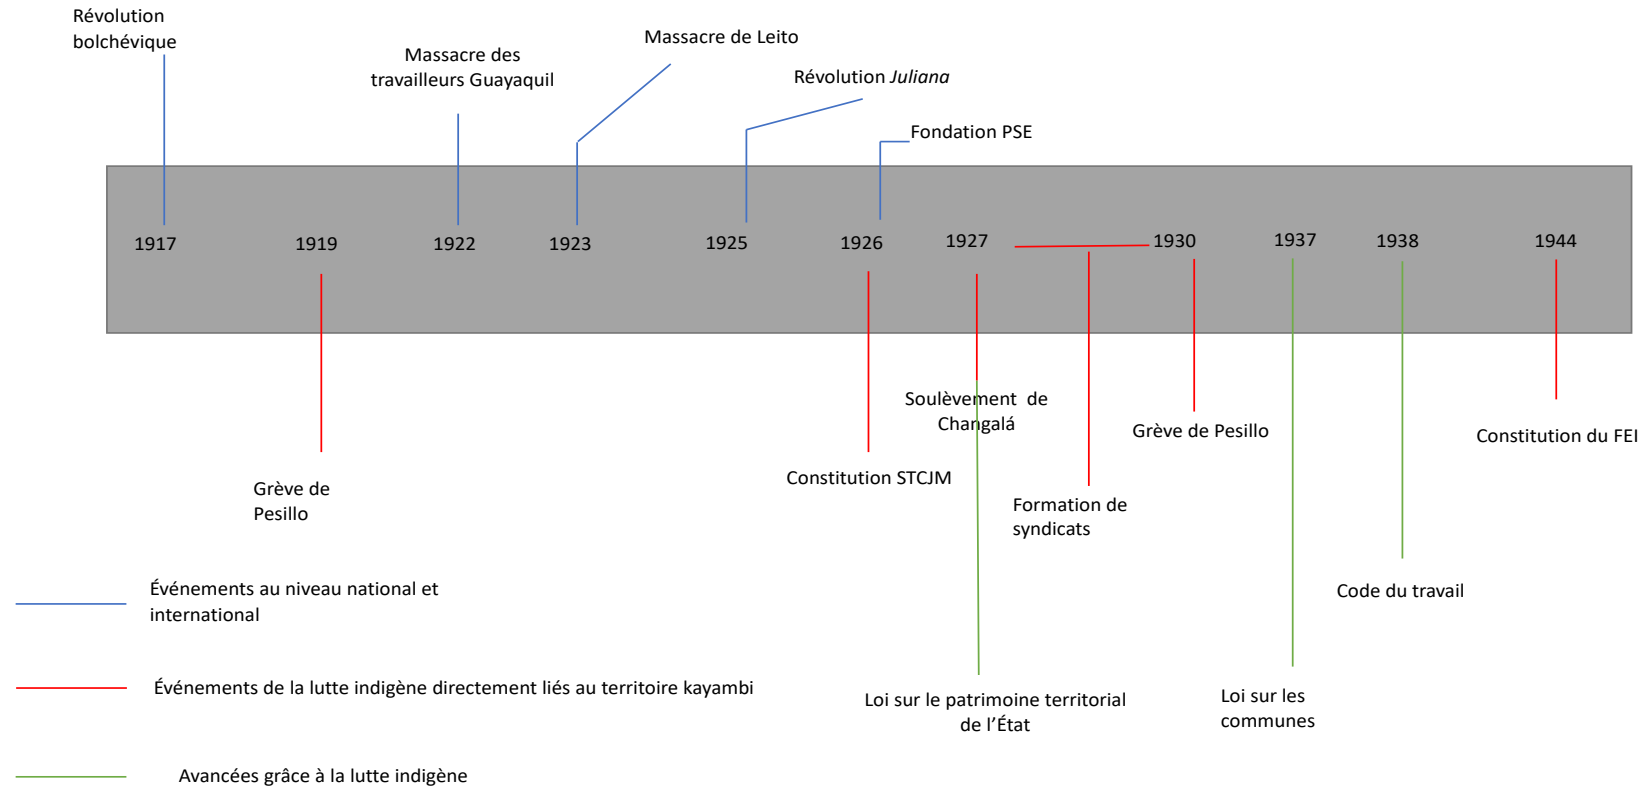 Révolution
bolchévique
Massacre des
travailleurs Guayaquil
Massacre de Leito
Révolution Juliana
Fondation PSE
1917
1919
1922
1923
1925
1926
1927
1930
1937
1938
1944
Grève de
Pesillo
Constitution STCJM
Soulèvement de
Changalá
Formation de
syndicats
Grève de Pesillo
Constitution du FEI
Code du travail
Loi sur le patrimoine territorial
de l’État
Loi sur les
communes
Événements au niveau national et
international
Événements de la lutte indigène directement liés au territoire kayambi
Avancées grâce à la lutte indigène